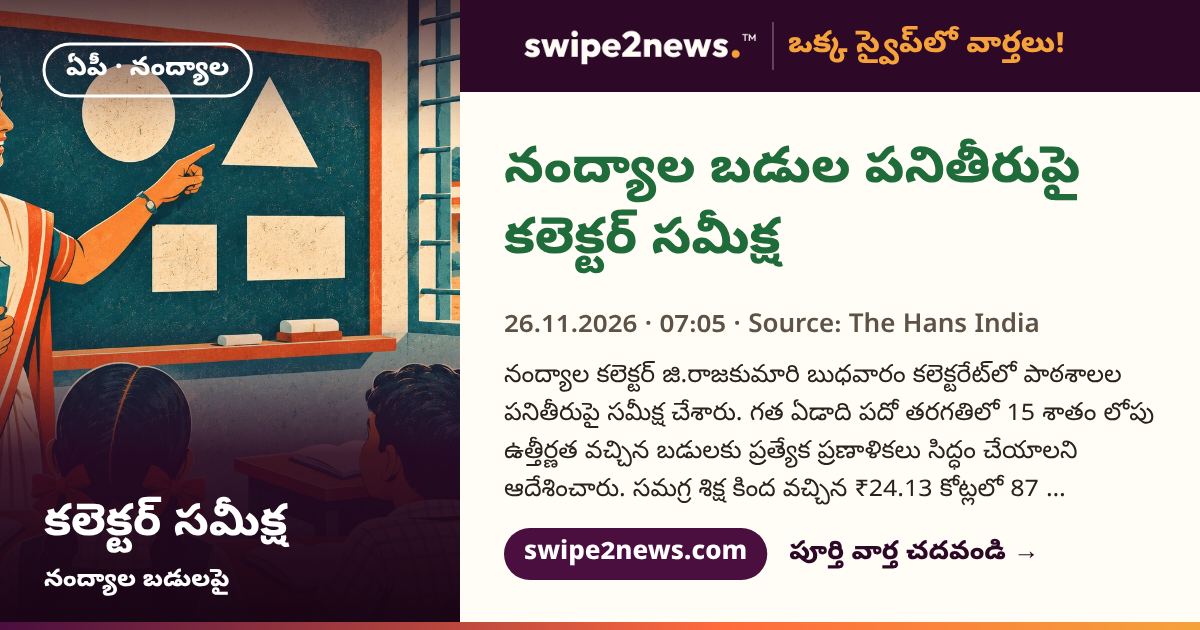 ఏపీ · నంద్యాల
swipe2news.™ | ఒక్క స్వైప్‌లో వార్తలు!
నంద్యాల బడుల పనితీరుపై
కలెక్టర్ సమీక్ష
26.11.2026 · 07:05 · Source: The Hans India
నంద్యాల కలెక్టర్ జి.రాజకుమారి బుధవారం కలెక్టరేట్‌లో పాఠశాలల
పనితీరుపై సమీక్ష చేశారు. గత ఏడాది పదో తరగతిలో 15 శాతం లోపు
ఉత్తీర్ణత వచ్చిన బడులకు ప్రత్యేక ప్రణాళికలు సిద్ధం చేయాలని
ఆదేశించారు. సమగ్ర శిక్ష కింద వచ్చిన ₹24.13 కోట్లలో 87 ...
swipe2news.com పూర్తి వార్త చదవండి →
కలెక్టర్ సమీక్ష
నంద్యాల బడులపై